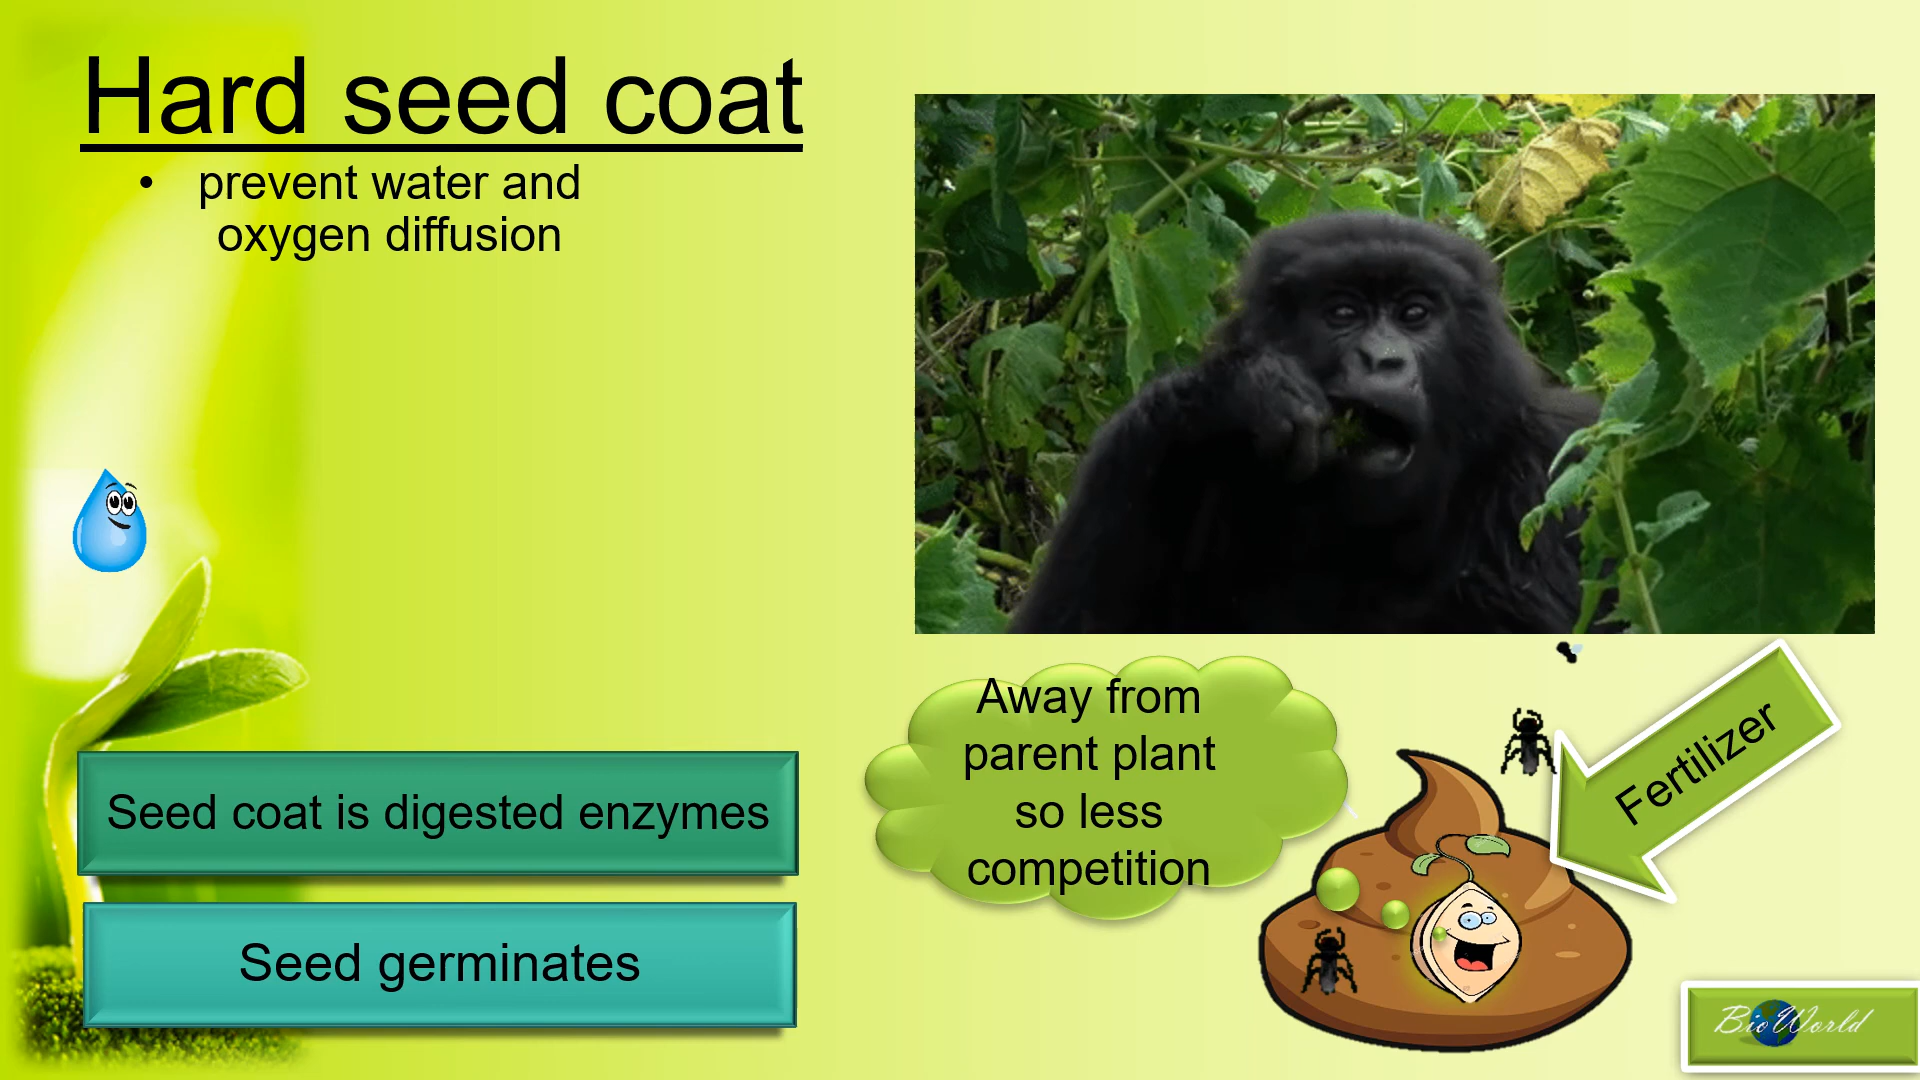 Hard seed coat
• prevent water and
oxygen diffusion
Seed coat is digested enzymes
Seed germinates
Away from
parent plant
so less
competition
Fertilizer
BioWorld